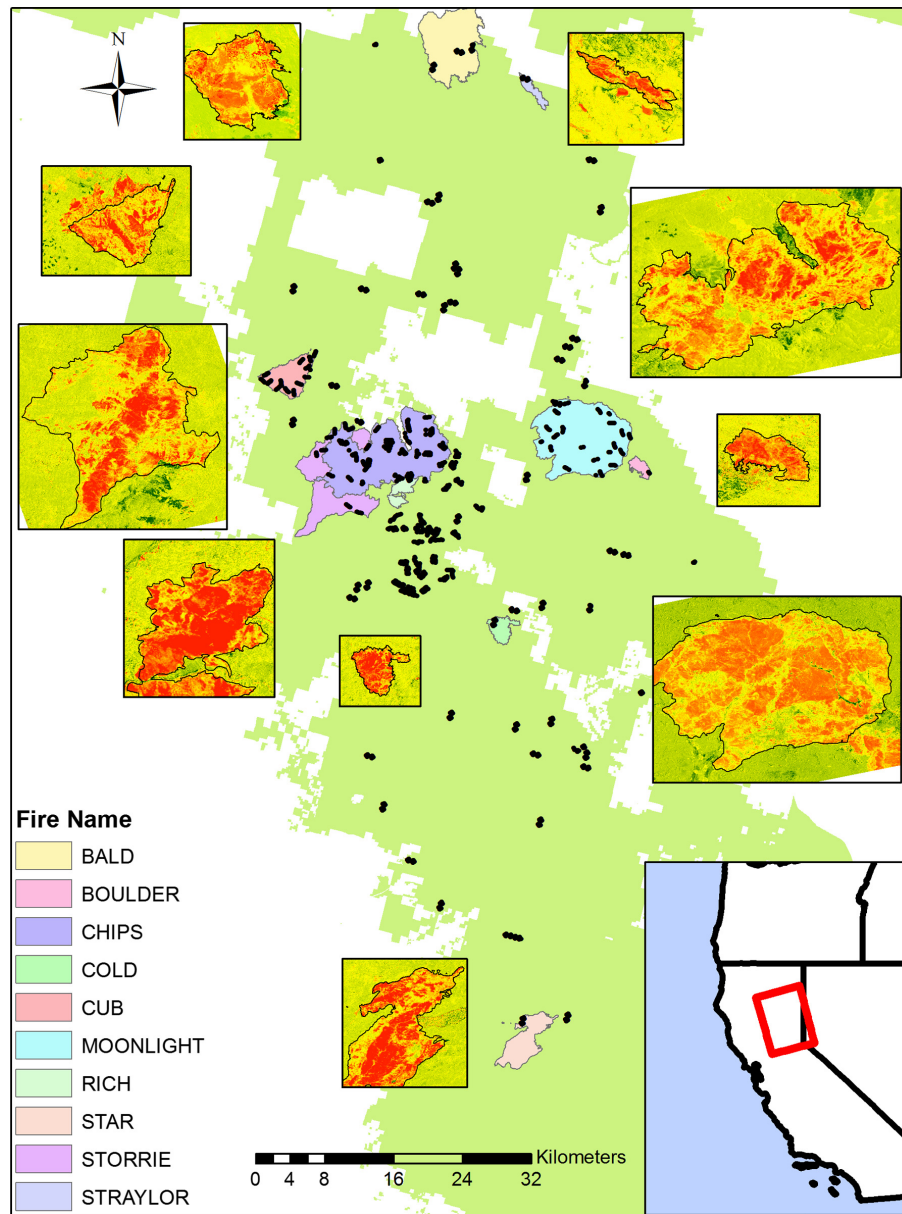 N
Fire Name
BALD
BOULDER
CHIPS
COLD
CUB
MOONLIGHT
RICH
STAR
STORRIE
STRAYLOR
Kilometers
0 4 8 16 24 32